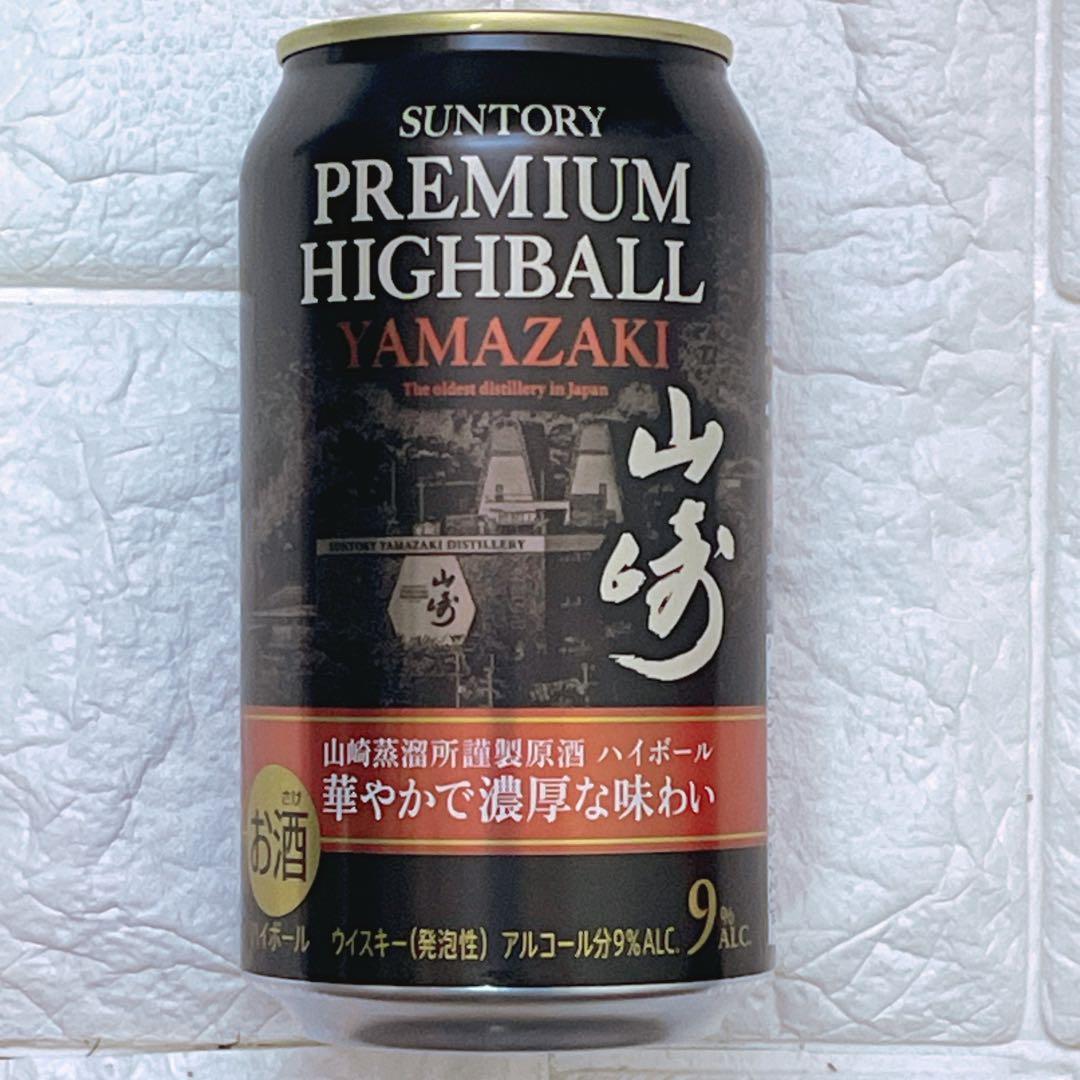 SUNTORY
PREMIUM
HIGHBALL
YAMAZAKI
The oldest distillery in Japan
山崎
SUNTORY YAMAZAKI DISTILLERY
山崎
山崎蒸溜所謹製原酒 ハイボール
華やかで濃厚な味わい
さけ
お酒
ハイボール ウイスキー(発泡性) アルコール分9%ALC. 9%ALC.